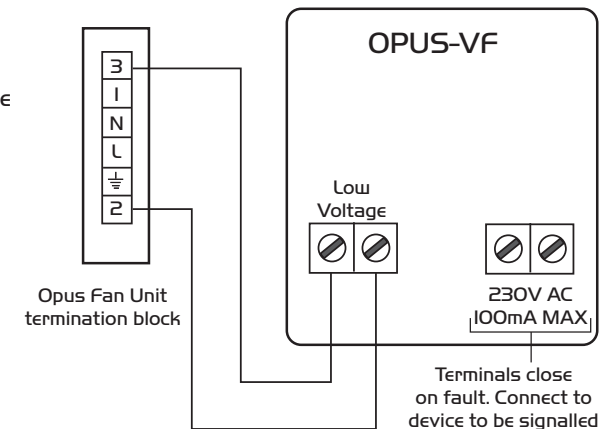 e
OPUS-VF
3
I
N
L
⏚
2
Low
Voltage
Opus Fan Unit
termination block
230V AC
100mA MAX
Terminals close
on fault. Connect to
device to be signalled